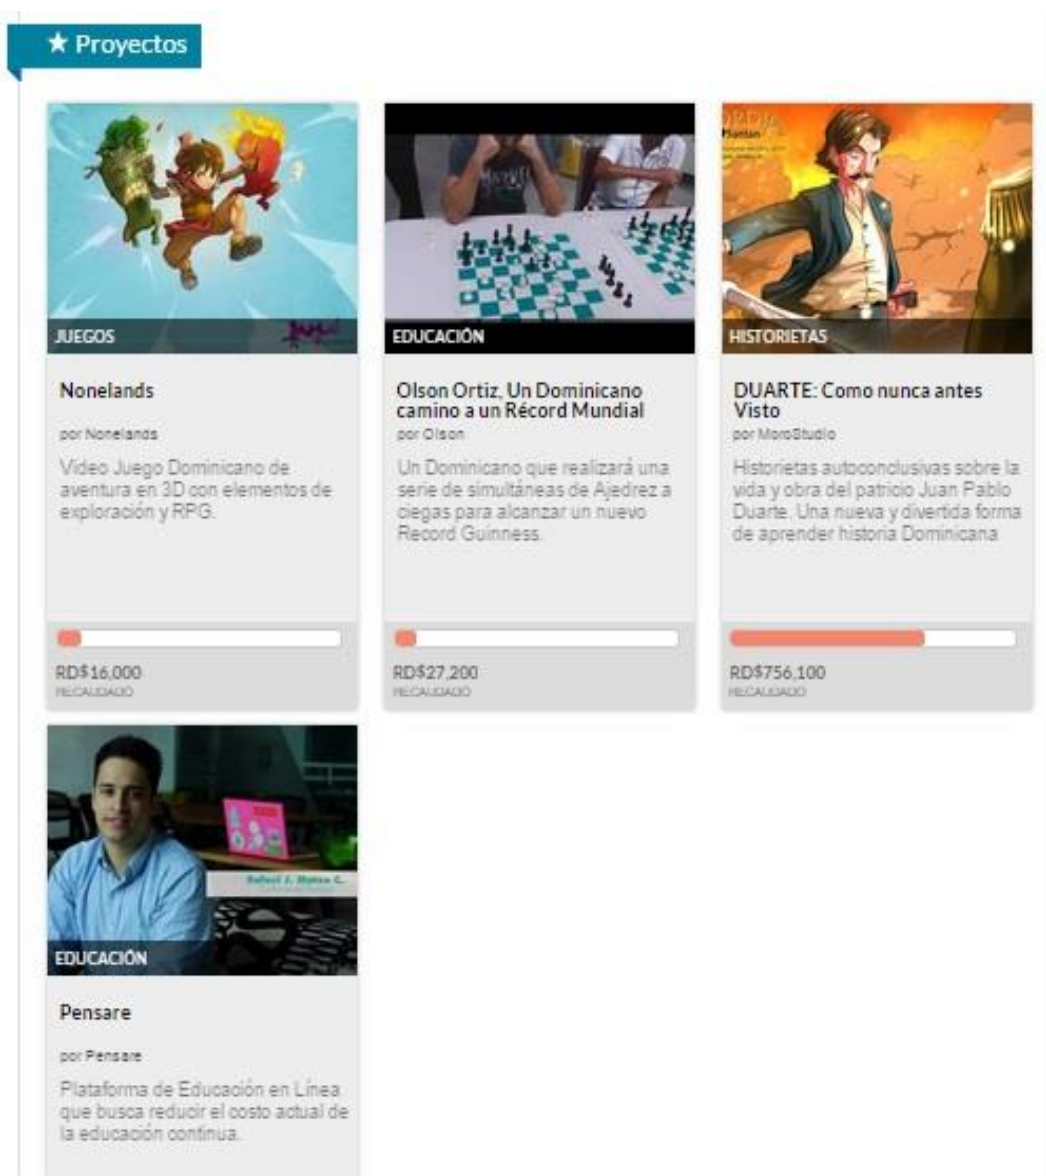 ★ Proyectos
JUEGOS
Nonelands
por Nonelands
Video Juego Dominicano de
aventura en 3D con elementos de
exploración y RPG.
RD$16,000
RECAUDADO
EDUCACIÓN
Olson Ortiz, Un Dominicano
camino a un Récord Mundial
por Olson
Un Dominicano que realizará una
serie de simultáneas de Ajedrez a
ciegas para alcanzar un nuevo
Record Guinness.
RD$27,200
RECAUDADO
HISTORIETAS
DUARTE: Como nunca antes
Visto
por MoroStudio
Historietas autoconclusivas sobre la
vida y obra del patricio Juan Pablo
Duarte. Una nueva y divertida forma
de aprender historia Dominicana
RD$756,100
RECAUDADO
Rafael J. Mateo C.
EDUCACIÓN
Pensare
por Pensare
Plataforma de Educación en Línea
que busca reducir el costo actual de
la educación continua.